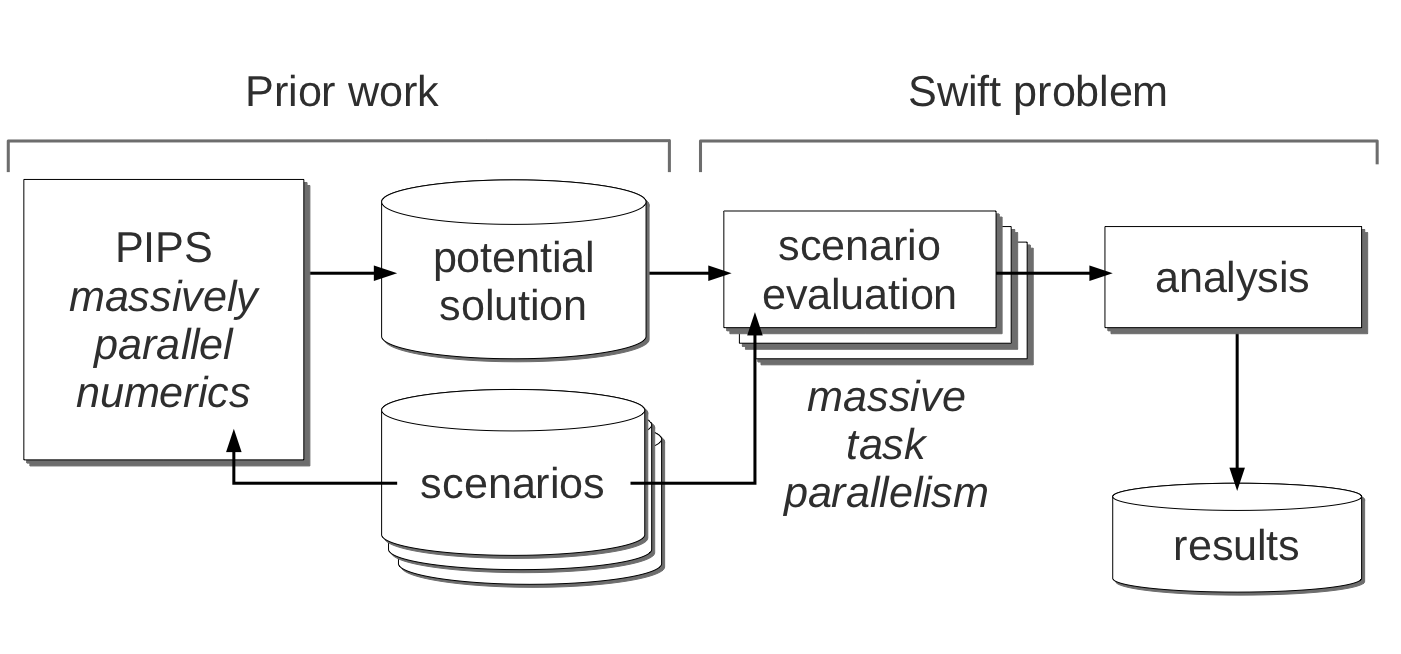 Prior work
Swift problem
PIPS
massively
parallel
numerics
potential
solution
scenarios
scenario
evaluation
massive
task
parallelism
analysis
results